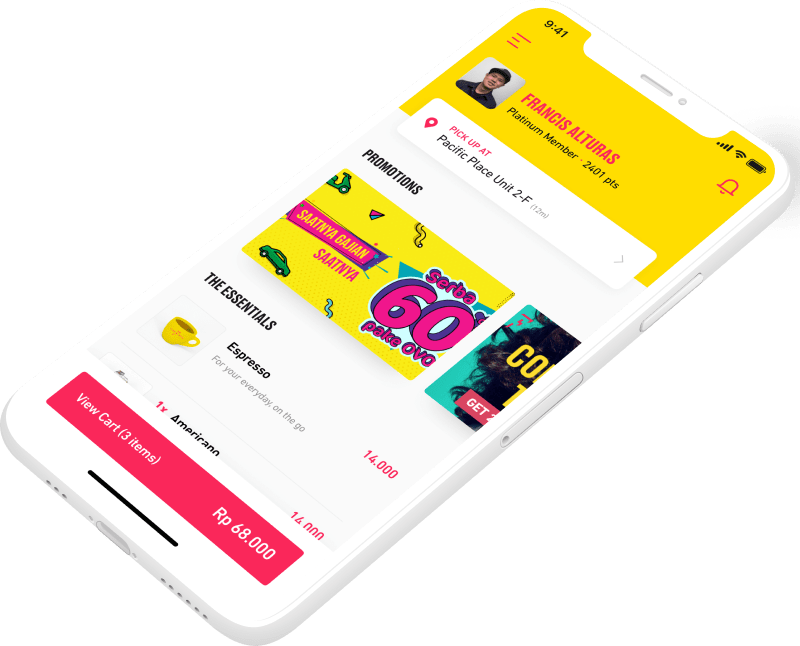 9:41
FRANCIS ALTURAS
Platinum Member · 2401 pts
PICK UP AT
Pacific Place Unit 2-F (12m)
PROMOTIONS
SAATNYA GAJIAN
SAATNYA
serba
60%
pake OVO
GET
THE ESSENTIALS
Espresso
For your everyday, on the go
14.000
1x Americano
14.000
View Cart (3 items)
Rp 68.000